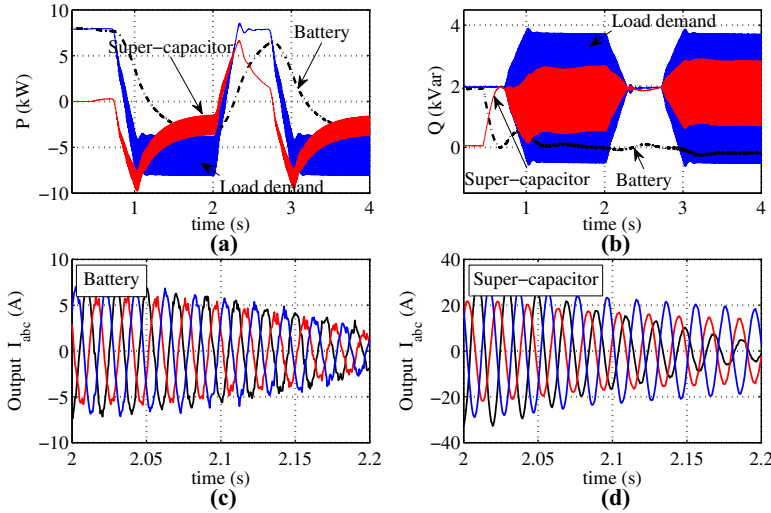 10
5
0
−5
−10
P (kW)
Super−capacitor
Battery
Load demand
1
2
3
4
time (s)
(a)
4
2
0
Q (kVar)
Load demand
Super−capacitor
Battery
1
2
3
4
time (s)
(b)
10
5
0
−5
−10
Output I_abc (A)
Battery
2
2.05
2.1
2.15
2.2
time (s)
(c)
40
20
0
−20
−40
Output I_abc (A)
Super−capacitor
2
2.05
2.1
2.15
2.2
time (s)
(d)